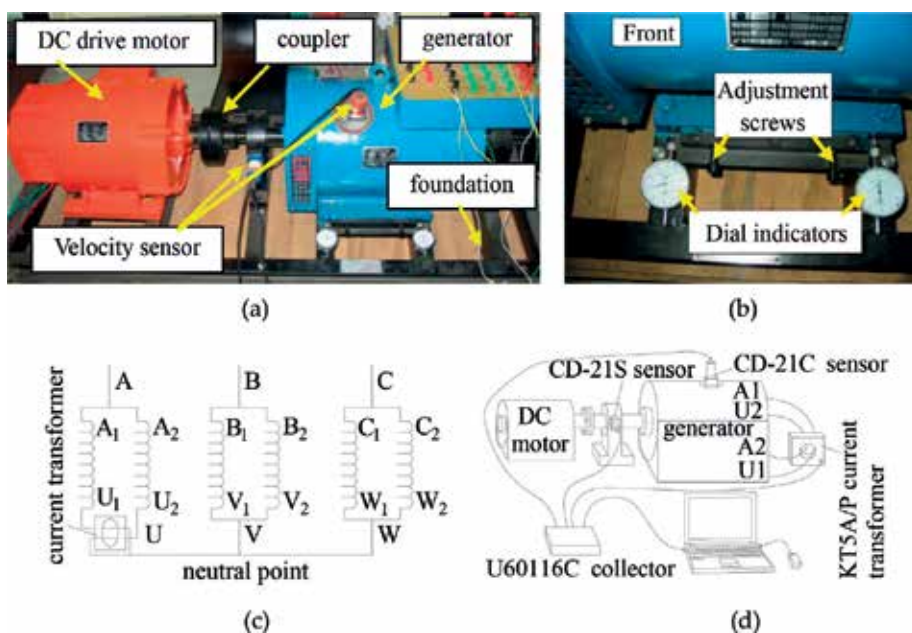 DC drive motor
coupler
generator
foundation
Velocity sensor
(a)
Front
Adjustment
screws
Dial indicators
(b)
current transformer
A
B
C
A1
A2
B1
B2
C1
C2
U1
U2
V1
V2
W1
W2
U
V
W
neutral point
(c)
CD-21S sensor
CD-21C sensor
DC
motor
generator
A1
U2
A2
U1
U60116C collector
KT5A/P current
transformer
(d)